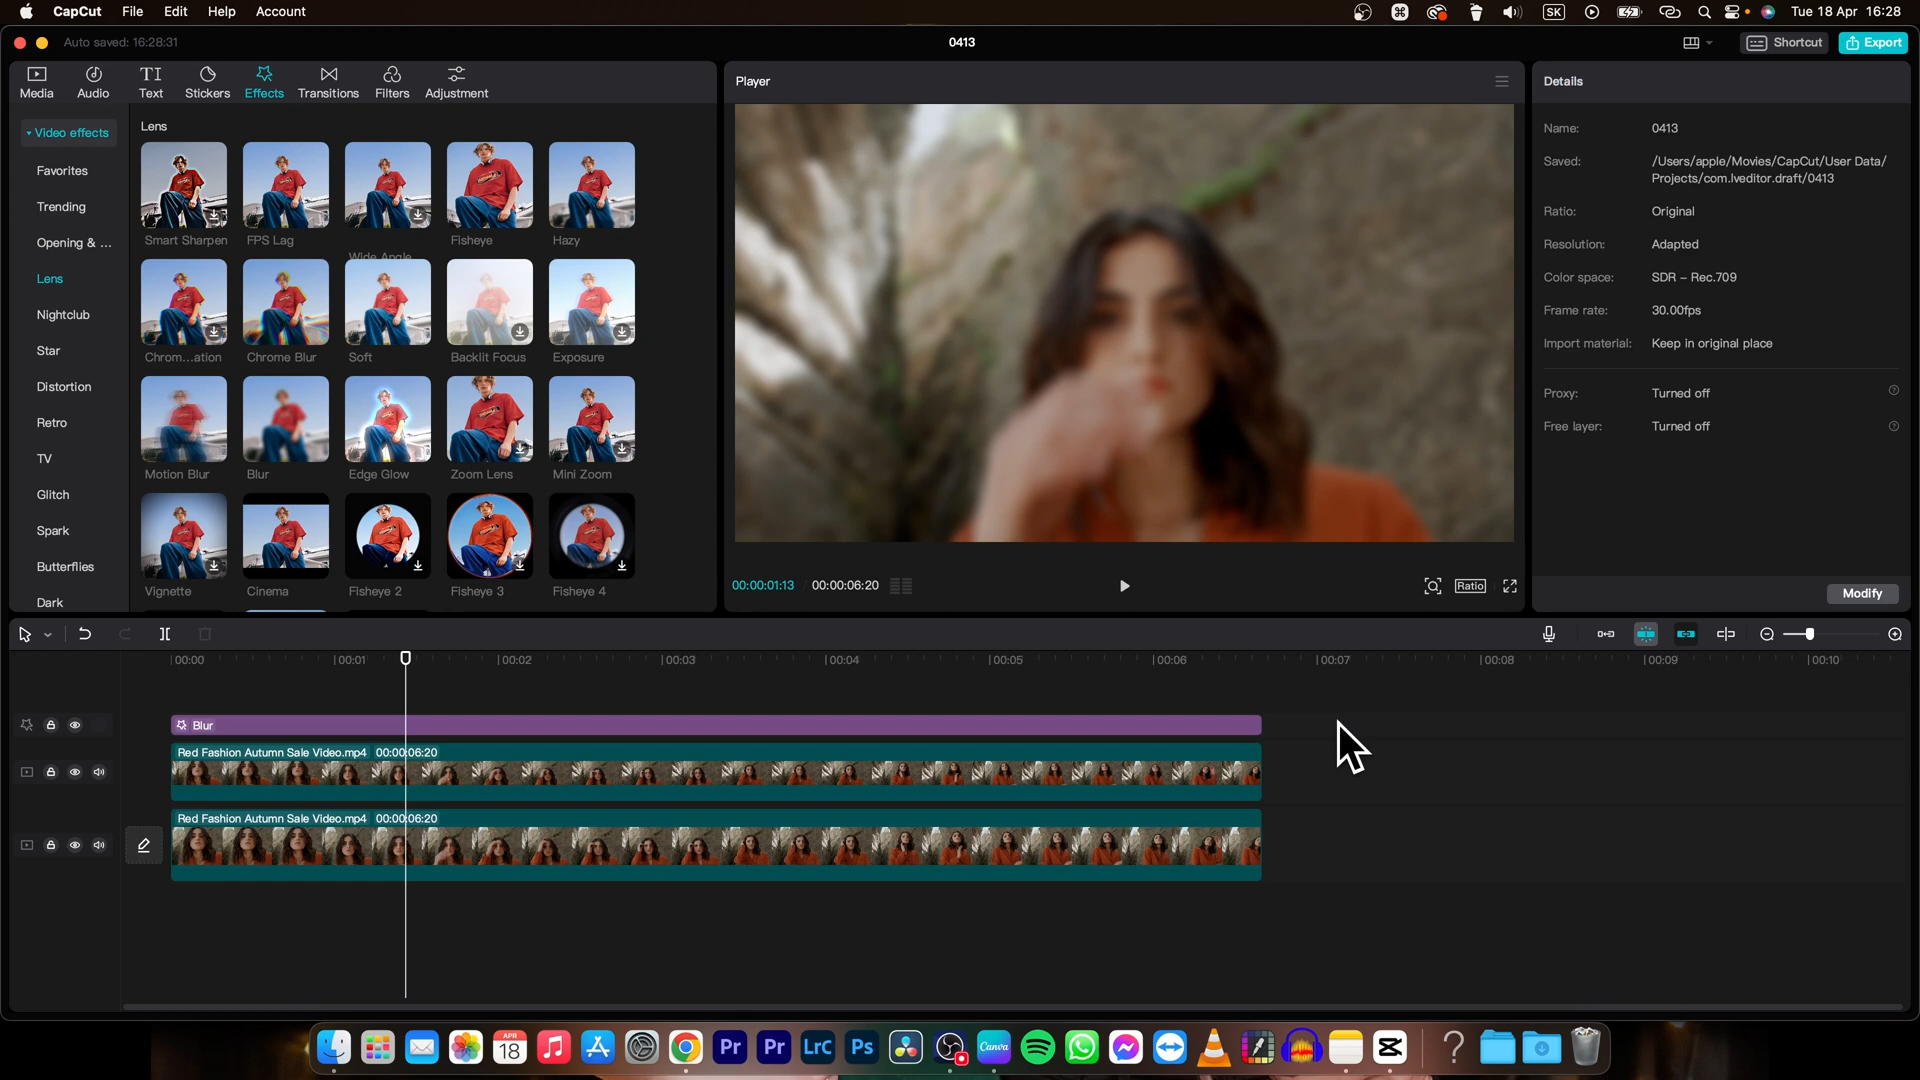 CapCut File Edit Help Account
SK
Tue 18 Apr 16:28
Auto saved: 16:28:31
0413
Shortcut
Export
Media
Audio
TI
Text
Stickers
Effects
Transitions
Filters
Adjustment
Video effects
Favorites
Trending
Opening & ...
Lens
Nightclub
Star
Distortion
Retro
TV
Glitch
Spark
Butterflies
Dark
Lens
Smart Sharpen
FPS Lag
Wide Angle
Fisheye
Hazy
Chrom...ation
Chrome Blur
Soft
Backlit Focus
Exposure
Motion Blur
Blur
Edge Glow
Zoom Lens
Mini Zoom
Vignette
Cinema
Fisheye 2
Fisheye 3
Fisheye 4
Player
00:00:01:13 / 00:00:06:20
Ratio
Details
Name: 0413
Saved: /Users/apple/Movies/CapCut/User Data/
Projects/com.lveditor.draft/0413
Ratio: Original
Resolution: Adapted
Color space: SDR – Rec.709
Frame rate: 30.00fps
Import material: Keep in original place
Proxy: Turned off
Free layer: Turned off
Modify
00:00 00:01 00:02 00:03 00:04 00:05 00:06 00:07 00:08 00:09 00:10
Blur
Red Fashion Autumn Sale Video.mp4 00:00:06:20
Red Fashion Autumn Sale Video.mp4 00:00:06:20
APR
18
Pr
Pr
LrC
Ps
Canva